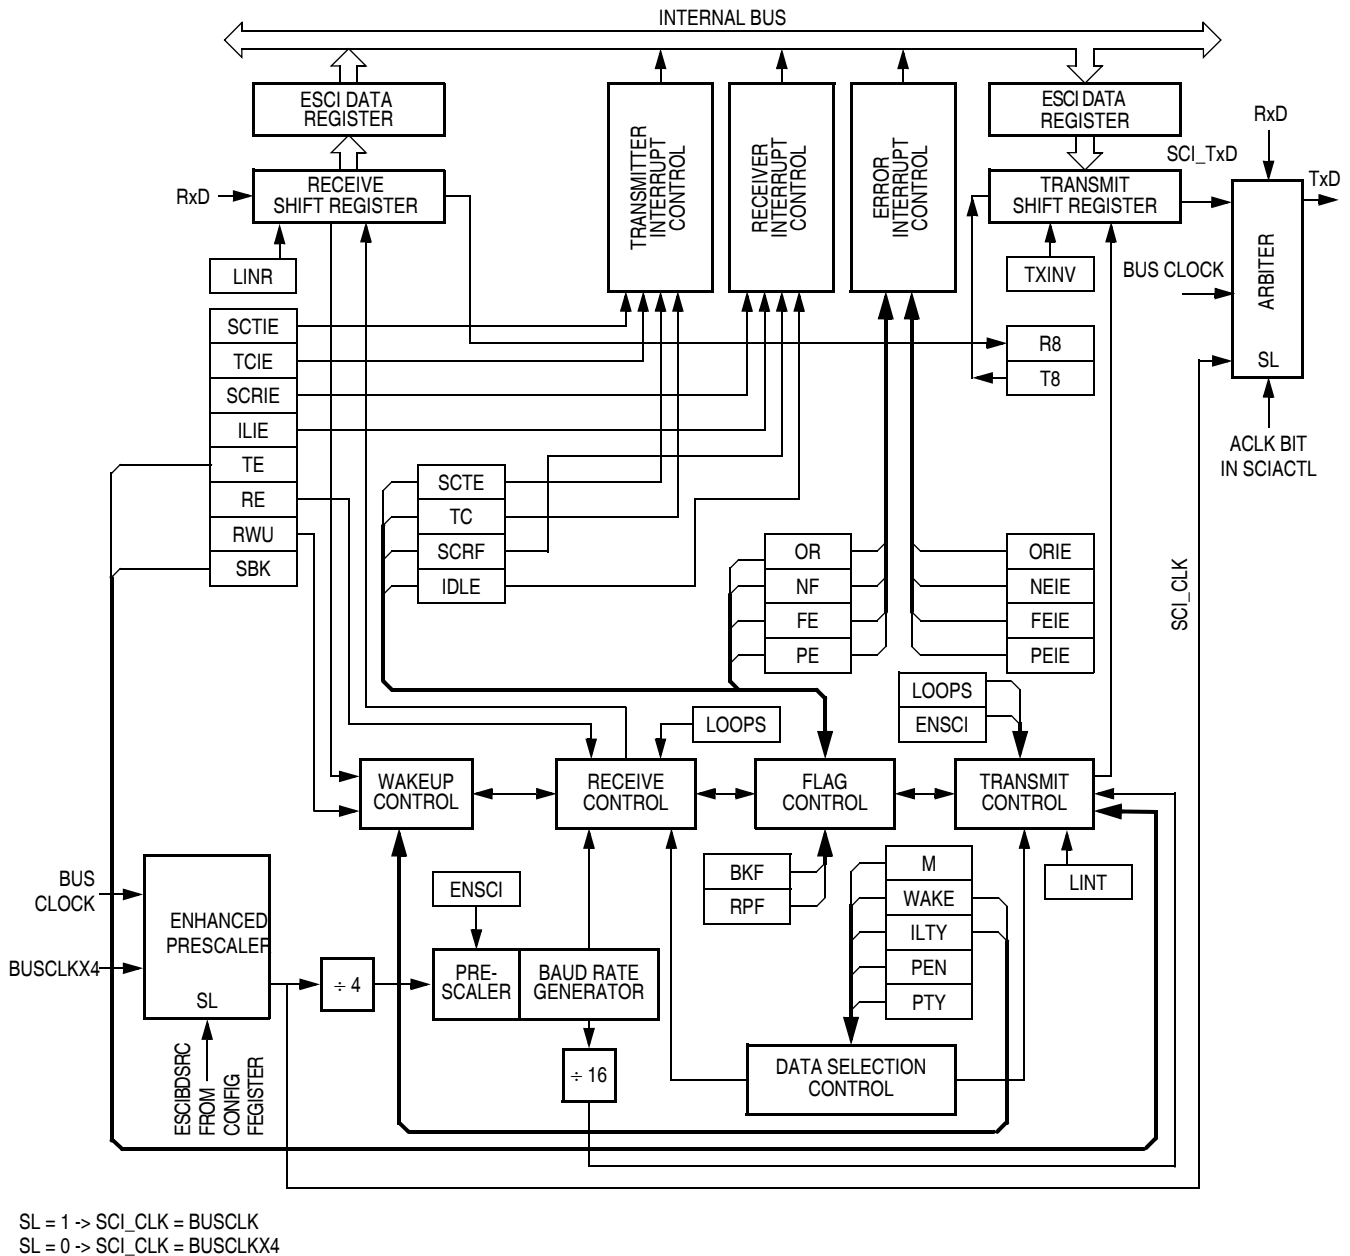 INTERNAL BUS
ESCI DATA
REGISTER
TRANSMITTER
INTERRUPT
CONTROL
RECEIVER
INTERRUPT
CONTROL
ERROR
INTERRUPT
CONTROL
ESCI DATA
REGISTER
RxD
SCI_TxD
RxD
RECEIVE
SHIFT REGISTER
TRANSMIT
SHIFT REGISTER
TxD
ARBITER
SL
LINR
TXINV
BUS CLOCK
SCTIE
TCIE
SCRIE
ILIE
TE
RE
RWU
SBK
R8
T8
ACLK BIT
IN SCIACTL
SCTE
TC
SCRF
IDLE
OR
NF
FE
PE
ORIE
NEIE
FEIE
PEIE
SCI_CLK
LOOPS
ENSCI
LOOPS
WAKEUP
CONTROL
RECEIVE
CONTROL
FLAG
CONTROL
TRANSMIT
CONTROL
BKF
RPF
M
WAKE
ILTY
PEN
PTY
LINT
BUS
CLOCK
BUSCLKX4
ENHANCED
PRESCALER
SL
ENSCI
÷ 4
PRE-
SCALER
BAUD RATE
GENERATOR
÷ 16
DATA SELECTION
CONTROL
ESCIBDSRC
FROM
CONFIG
FEGISTER
SL = 1 -> SCI_CLK = BUSCLK
SL = 0 -> SCI_CLK = BUSCLKX4